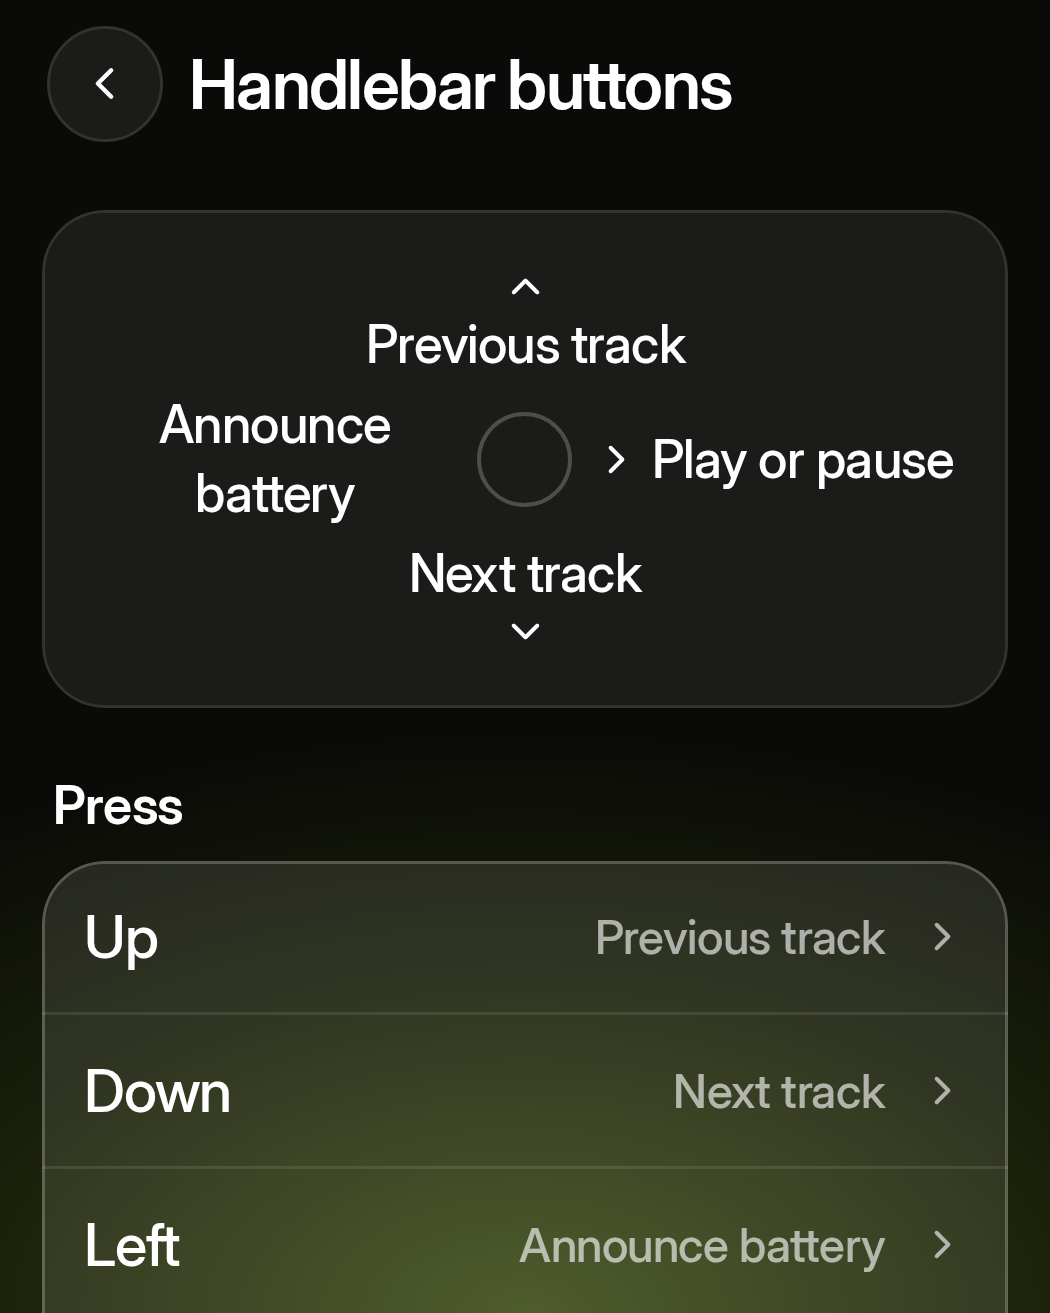 Handlebar buttons
Previous track
Announce
battery
Play or pause
Next track
Press
Up
Previous track
Down
Next track
Left
Announce battery